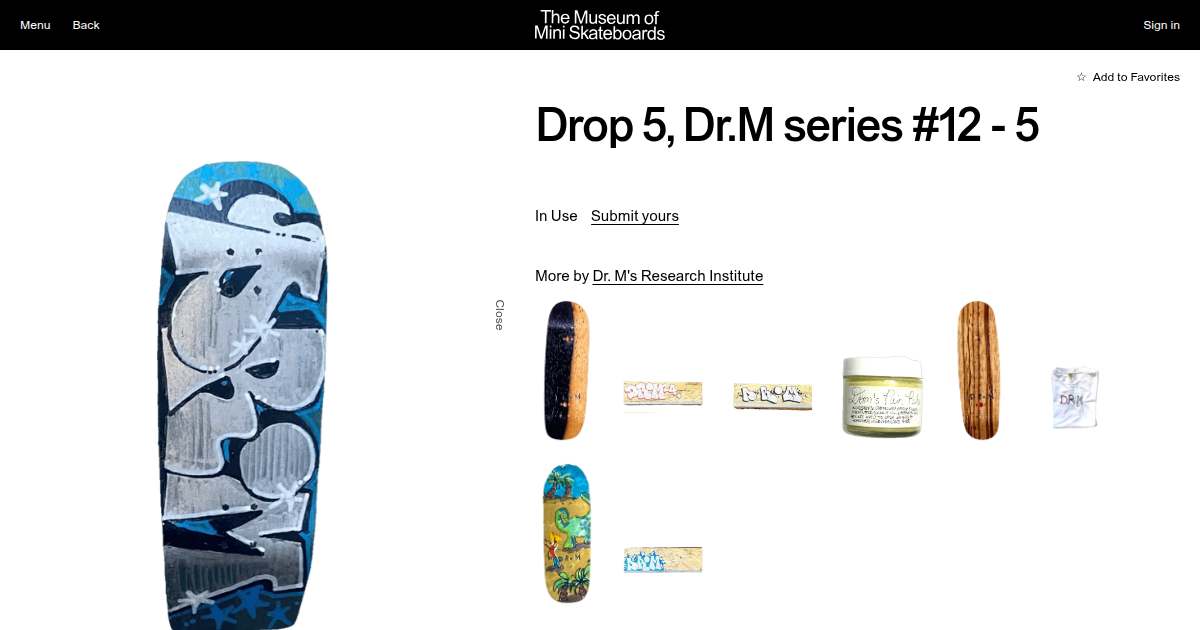 Menu
Back
The Museum of
Mini Skateboards
Sign in
☆ Add to Favorites
Drop 5, Dr.M series #12 - 5
In Use Submit yours
More by Dr. M's Research Institute
Close
DR.M